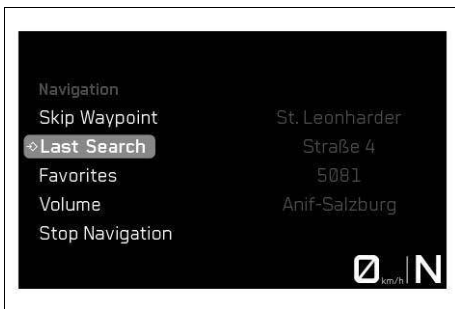 Navigation
Skip Waypoint
Last Search
Favorites
Volume
Stop Navigation
St. Leonharder
Straße 4
5081
Anif-Salzburg
0 km/h N